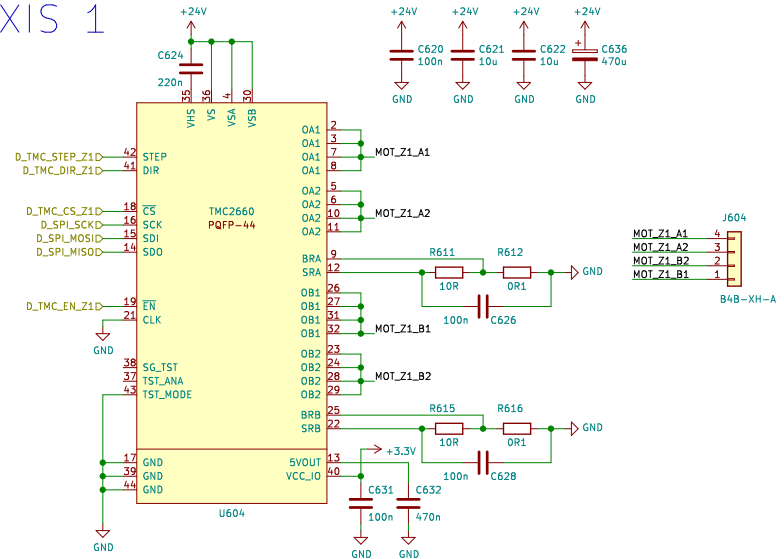 XIS 1
+24V
+24V
+24V
+24V
+24V
C624
220n
C620
100n
C621
10u
C622
10u
C636
470u
GND
GND
GND
GND
35
36
4
30
VHS
VS
VSA
VSB
D_TMC_STEP_Z1
42
STEP
D_TMC_DIR_Z1
41
DIR
D_TMC_CS_Z1
18
CS
D_SPI_SCK
16
SCK
D_SPI_MOSI
15
SDI
D_SPI_MISO
14
SDO
D_TMC_EN_Z1
19
EN
21
CLK
GND
38
SG_TST
37
TST_ANA
43
TST_MODE
17
GND
39
GND
44
GND
GND
TMC2660
PQFP-44
U604
OA1
2
OA1
3
OA1
7
OA1
8
MOT_Z1_A1
OA2
5
OA2
6
OA2
10
OA2
11
MOT_Z1_A2
BRA
9
SRA
12
R611
10R
R612
0R1
GND
100n
C626
OB1
26
OB1
27
OB1
31
OB1
32
MOT_Z1_B1
OB2
23
OB2
24
OB2
28
OB2
29
MOT_Z1_B2
BRB
25
SRB
22
R615
10R
R616
0R1
GND
100n
C628
5VOUT
13
VCC_IO
40
+3.3V
C631
100n
C632
470n
GND
GND
J604
MOT_Z1_A1
4
MOT_Z1_A2
3
MOT_Z1_B2
2
MOT_Z1_B1
1
B4B-XH-A